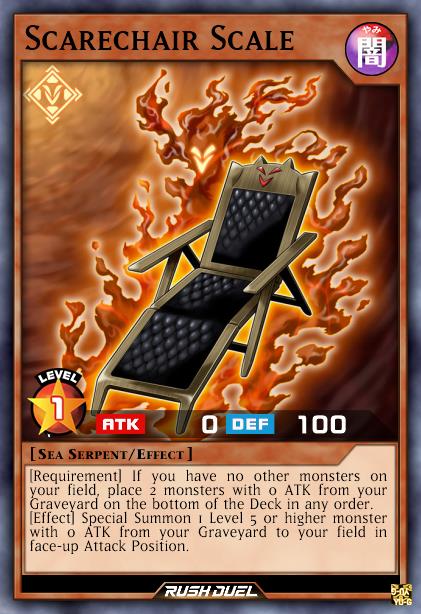 Scarechair Scale
やみ
闇
LEVEL
1
ATK 0 DEF 100
[Sea Serpent/Effect]
[Requirement] If you have no other monsters on
your field, place 2 monsters with 0 ATK from your
Graveyard on the bottom of the Deck in any order.
[Effect] Special Summon 1 Level 5 or higher monster
with 0 ATK from your Graveyard to your field in
face-up Attack Position.
RUSH DUEL